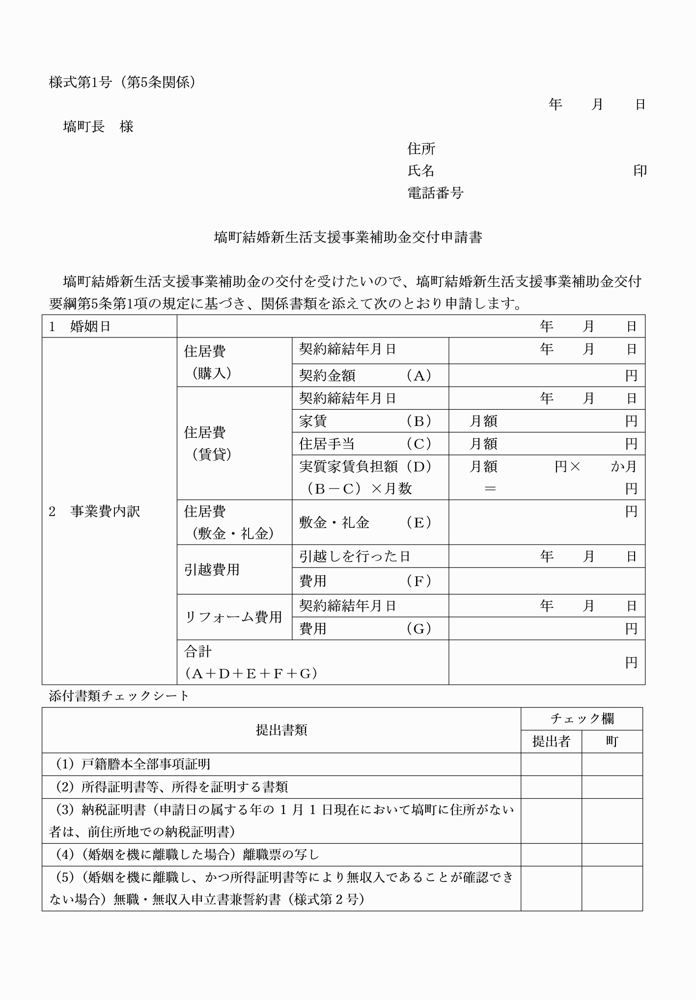 様式第1号（第5条関係）
年　　月　　日
塙町長　様
住所
氏名　　　　　　　　　　　　　　印
電話番号
塙町結婚新生活支援事業補助金交付申請書
塙町結婚新生活支援事業補助金の交付を受けたいので、塙町結婚新生活支援事業補助金交付
要綱第5条第1項の規定に基づき、関係書類を添えて次のとおり申請します。
1　婚姻日　　年　　月　　日
2　事業費内訳
住居費
（購入）
契約締結年月日　　年　　月　　日
契約金額　　（A）　　円
住居費
（賃貸）
契約締結年月日　　年　　月　　日
家賃　　（B）　　月額　　円
住居手当　　（C）　　月額　　円
実質家賃負担額（D）　　月額　　円×　　か月
（B－C）×月数　　＝　　円
住居費
（敷金・礼金）
敷金・礼金　　（E）　　円
引越費用
引越しを行った日　　年　　月　　日
費用　　（F）
リフォーム費用
契約締結年月日　　年　　月　　日
費用　　（G）　　円
合計
（A＋D＋E＋F＋G）
円
添付書類チェックシート
提出書類
チェック欄
提出者　　町
（1）戸籍謄本全部事項証明
（2）所得証明書等、所得を証明する書類
（3）納税証明書（申請日の属する年の１月１日現在において塙町に住所がない
者は、前住所地での納税証明書）
（4）（婚姻を機に離職した場合）離職票の写し
（5）（婚姻を機に離職し、かつ所得証明書等により無収入であることが確認でき
ない場合）無職・無収入申立書兼誓約書（様式第２号）